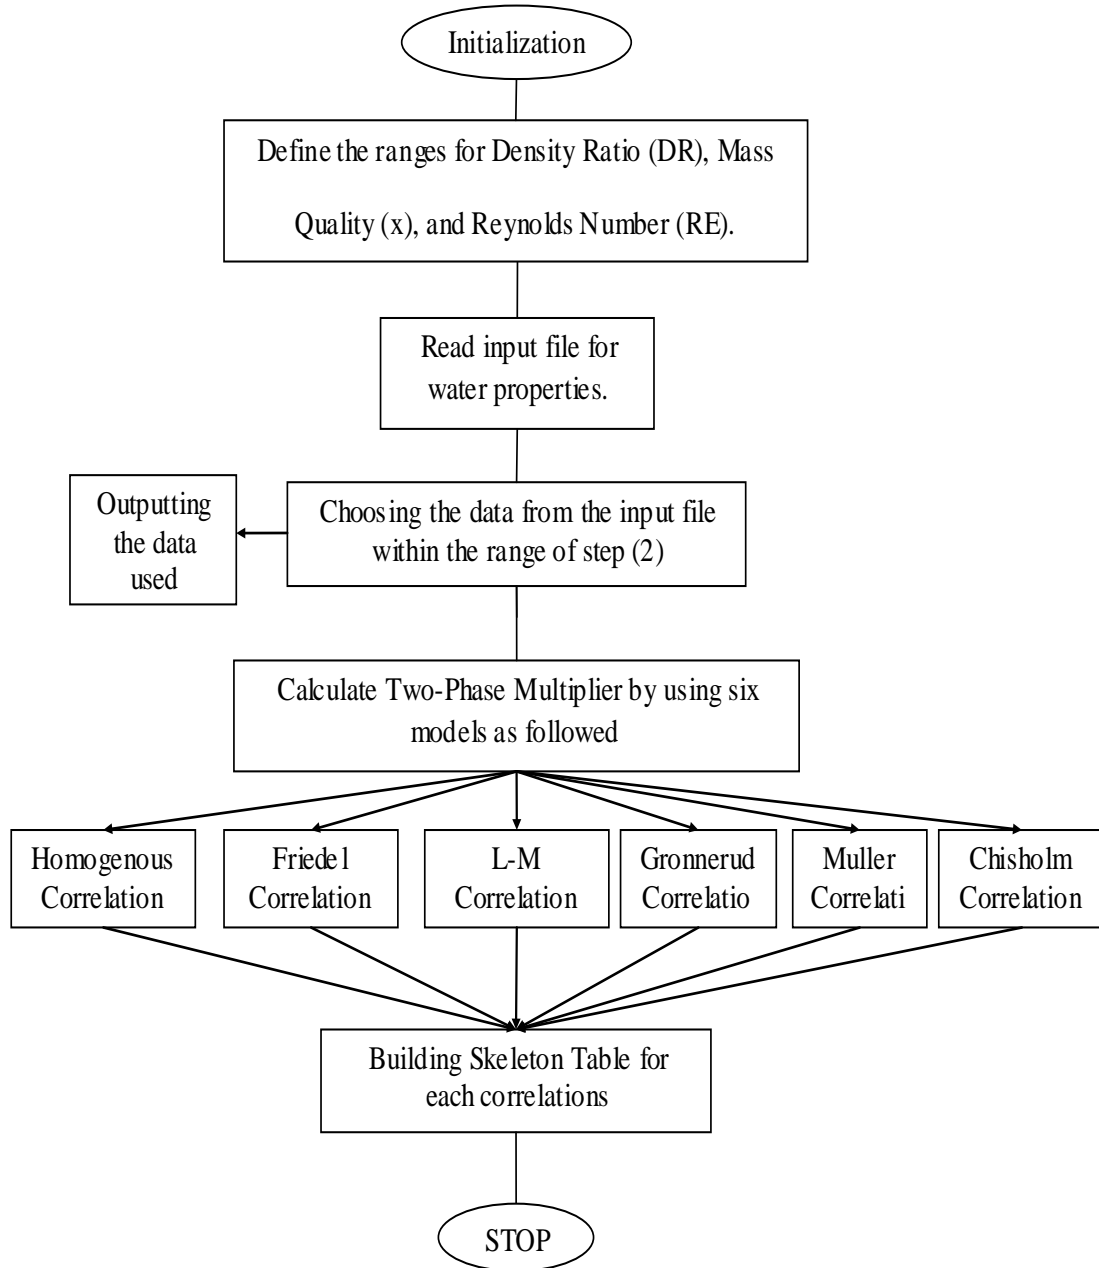 Initialization
Define the ranges for Density Ratio (DR), Mass
Quality (x), and Reynolds Number (RE).
Read input file for
water properties.
Outputting
the data
used
Choosing the data from the input file
within the range of step (2)
Calculate Two-Phase Multiplier by using six
models as followed
Homogenous
Correlation
Friedel
Correlation
L-M
Correlation
Gronnerud
Correlatio
Muller
Correlati
Chisholm
Correlation
Building Skeleton Table for
each correlations
STOP